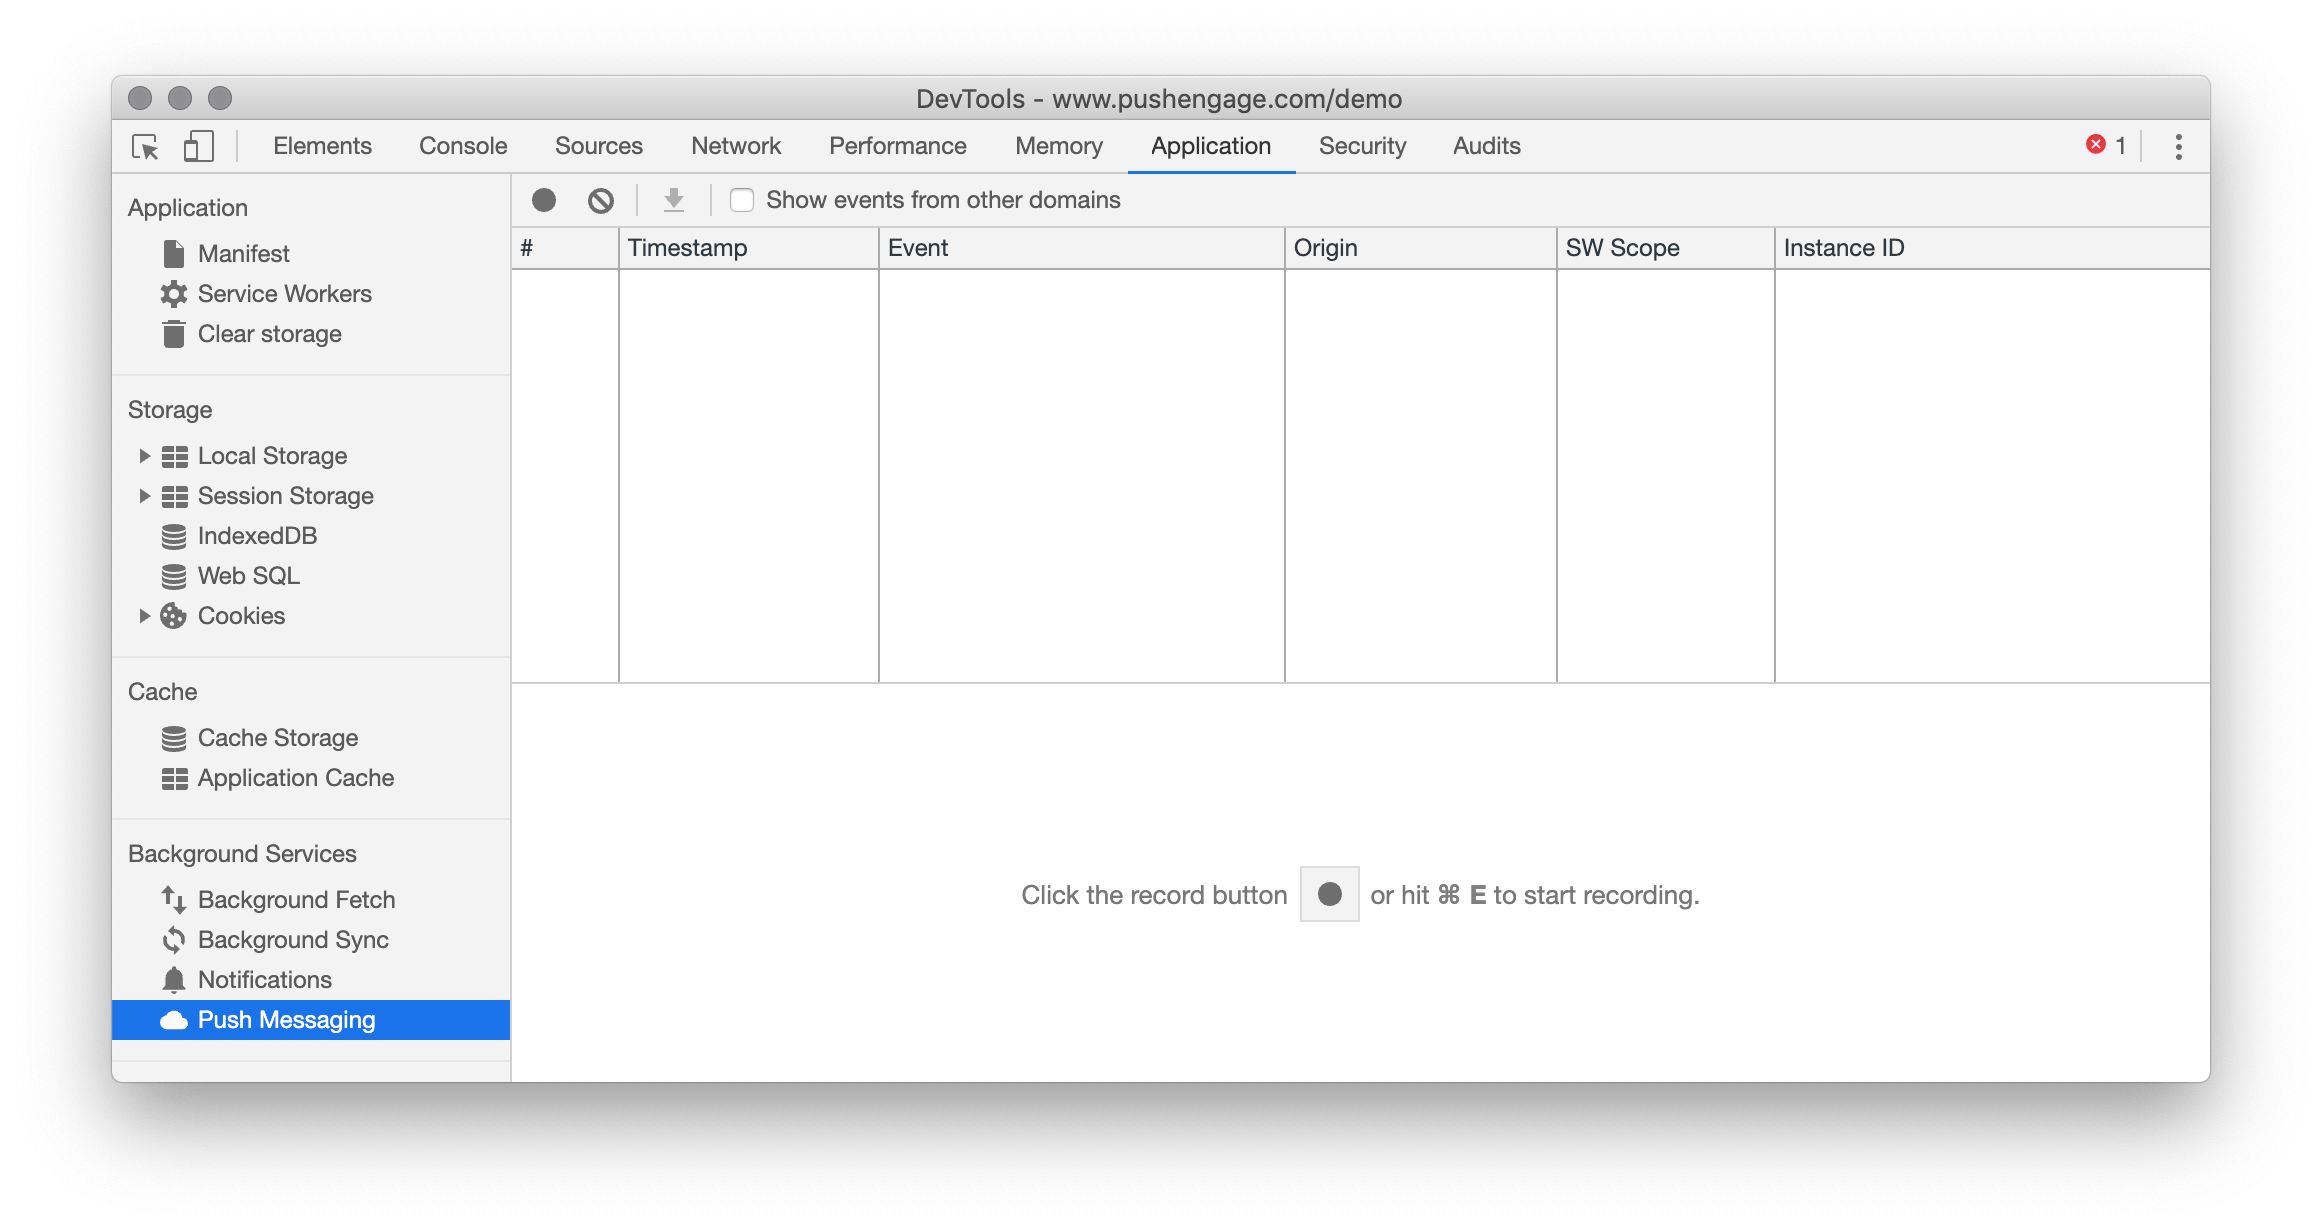 DevTools - www.pushengage.com/demo
Elements Console Sources Network Performance Memory Application Security Audits 1
Application
Manifest
Service Workers
Clear storage
Storage
Local Storage
Session Storage
IndexedDB
Web SQL
Cookies
Cache
Cache Storage
Application Cache
Background Services
Background Fetch
Background Sync
Notifications
Push Messaging
Show events from other domains
# Timestamp Event Origin SW Scope Instance ID
Click the record button or hit ⌘ E to start recording.